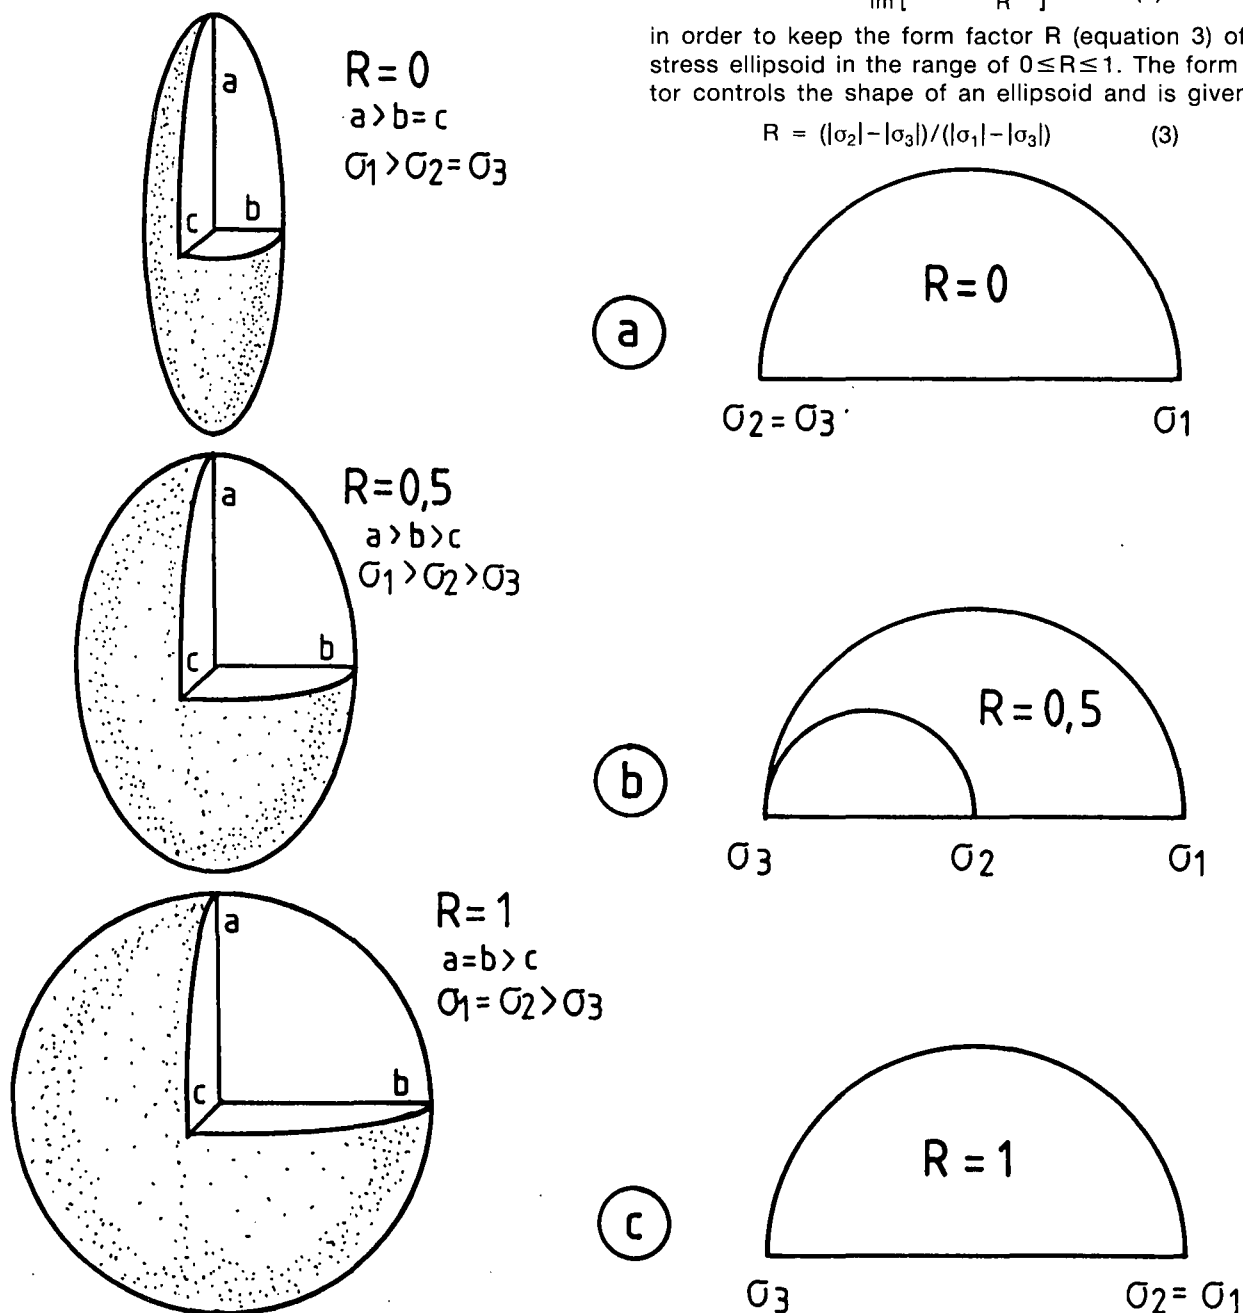 in order to keep the form factor R (equation 3) of
stress ellipsoid in the range of 0≤R≤1. The form
tor controls the shape of an ellipsoid and is given
R = (|σ2|−|σ3|)/(|σ1|−|σ3|) (3)
R=0
a>b=c
σ1>σ2=σ3
a
c
b
a
R=0
σ2=σ3
σ1
R=0,5
a>b>c
σ1>σ2>σ3
a
c
b
b
R=0,5
σ3
σ2
σ1
R=1
a=b>c
σ1=σ2>σ3
a
c
b
c
R=1
σ3
σ2=σ1